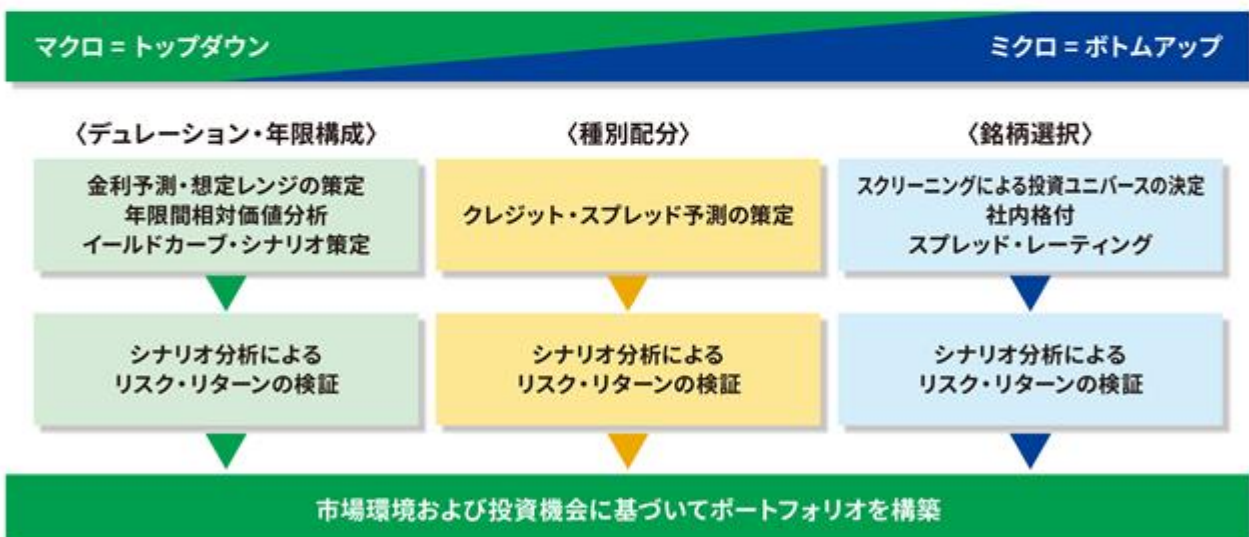 マクロ = トップダウン
ミクロ = ボトムアップ
〈デュレーション・年限構成〉
金利予測・想定レンジの策定
年限間相対価値分析
イールドカーブ・シナリオ策定
シナリオ分析による
リスク・リターンの検証
〈種別配分〉
クレジット・スプレッド予測の策定
シナリオ分析による
リスク・リターンの検証
〈銘柄選択〉
スクリーニングによる投資ユニバースの決定
社内格付
スプレッド・レーティング
シナリオ分析による
リスク・リターンの検証
市場環境および投資機会に基づいてポートフォリオを構築